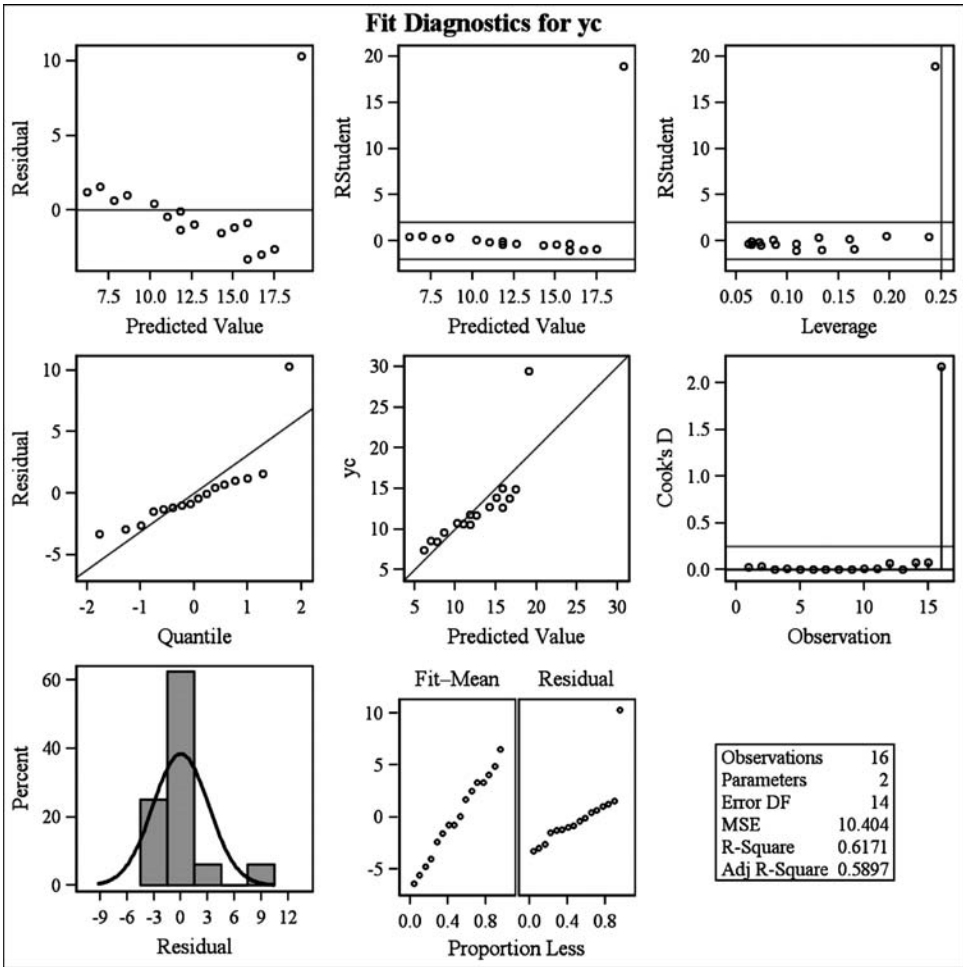 Fit Diagnostics for yc
Residual
10
5
0
7.5 10.0 12.5 15.0 17.5
Predicted Value
RStudent
20
15
10
5
0
7.5 10.0 12.5 15.0 17.5
Predicted Value
RStudent
20
15
10
5
0
0.05 0.10 0.15 0.20 0.25
Leverage
Residual
10
5
0
-5
-2 -1 0 1 2
Quantile
yc
30
25
20
15
10
5
5 10 15 20 25 30
Predicted Value
Cook's D
2.0
1.5
1.0
0.5
0.0
0 5 10 15
Observation
Percent
60
40
20
0
-9 -6 -3 0 3 6 9 12
Residual
Fit–Mean Residual
10
5
0
-5
0.0 0.4 0.8 0.0 0.4 0.8
Proportion Less
Observations 16
Parameters 2
Error DF 14
MSE 10.404
R-Square 0.6171
Adj R-Square 0.5897